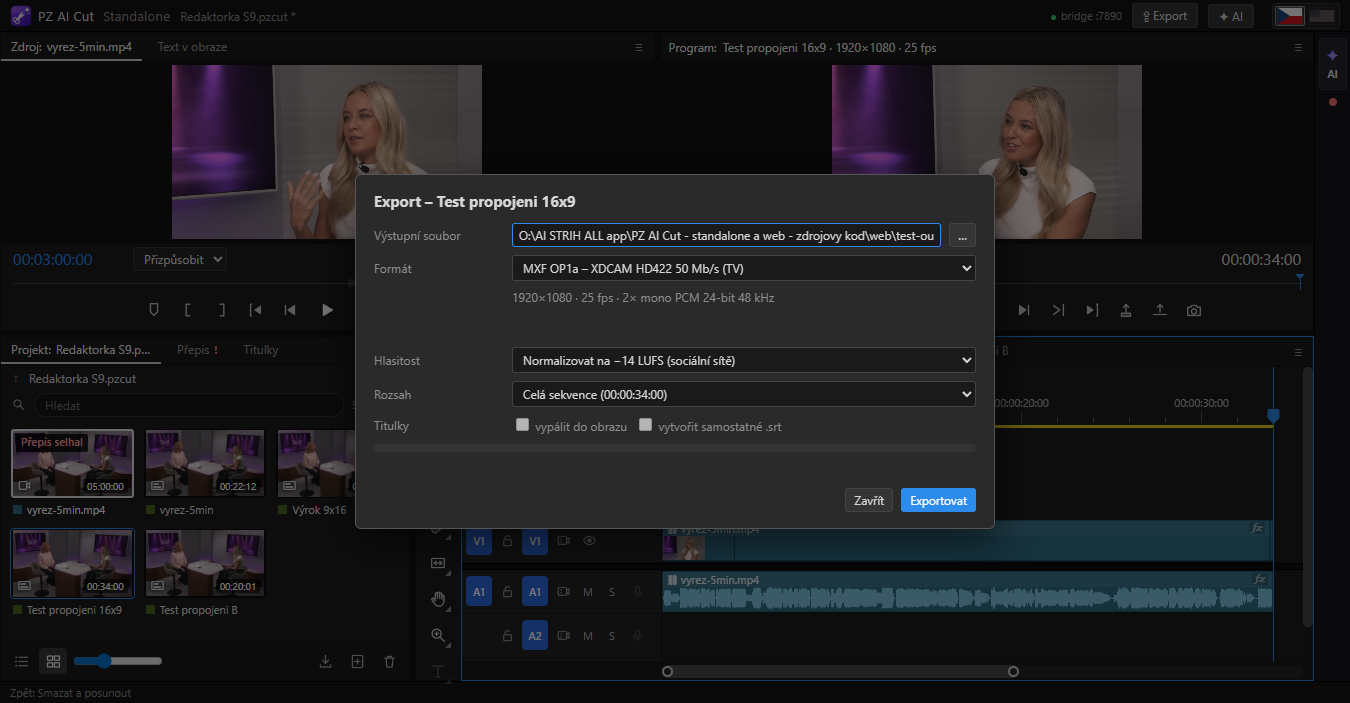 PZ AI Cut Standalone Redaktorka S9.pzcut *
bridge :7890 Export AI
Zdroj: vyrez-5min.mp4 Text v obraze
Program: Test propojeni 16x9 · 1920×1080 · 25 fps
AI
Export – Test propojeni 16x9
Výstupní soubor O:\AI STRIH ALL app\PZ AI Cut - standalone a web - zdrojovy kod\web\test-ou ...
Formát MXF OP1a – XDCAM HD422 50 Mb/s (TV)
1920×1080 · 25 fps · 2× mono PCM 24-bit 48 kHz
Hlasitost Normalizovat na −14 LUFS (sociální sítě)
Rozsah Celá sekvence (00:00:34:00)
Titulky vypálit do obrazu vytvořit samostatné .srt
Zavřít Exportovat
00:03:00:00 Přizpůsobit
00:00:34:00
Projekt: Redaktorka S9.p... Přepis ! Titulky
Redaktorka S9.pzcut
Hledat
Přepis selhal
05:00:00 00:22:12
vyrez-5min.mp4 vyrez-5min Výrok 9x16
00:34:00 00:20:01
Test propojeni 16x9 Test propojeni B
Zpět: Smazat a posunout
B
00:00:20:00 00:00:30:00
V1 V1
vyrez-5min.mp4 fx
A1 A1 M S
vyrez-5min.mp4 fx
A2 M S